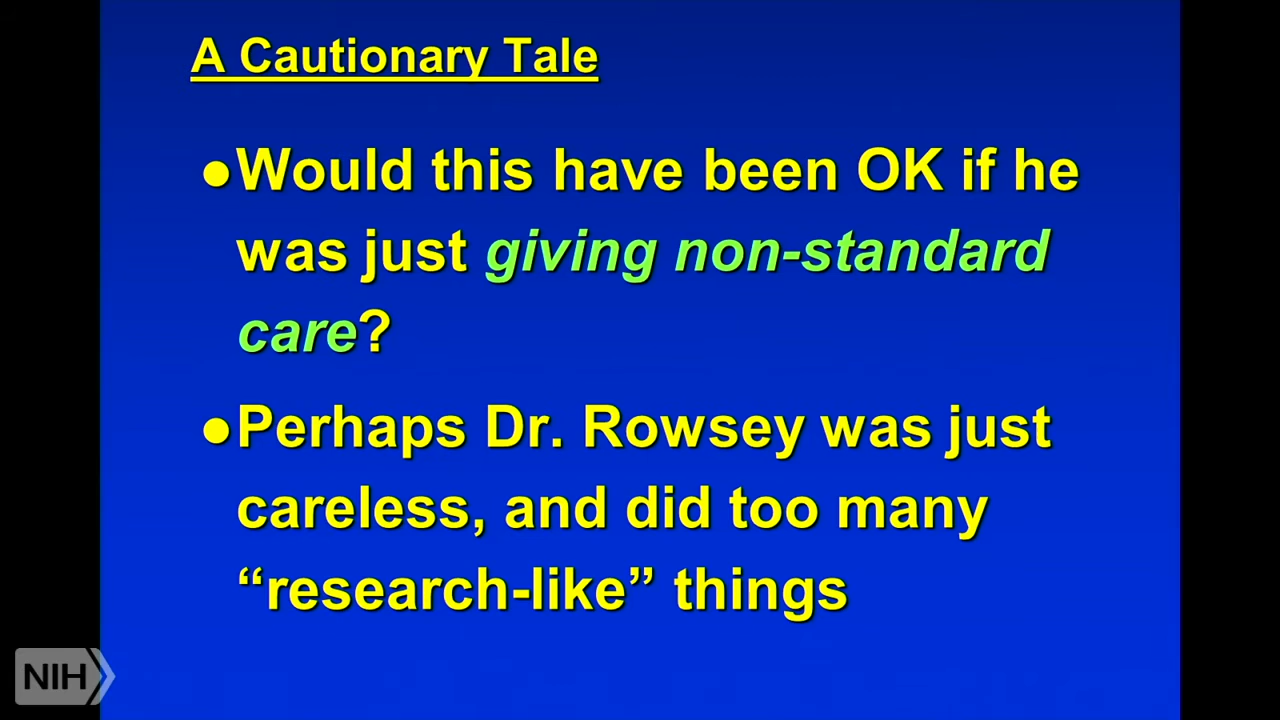 A Cautionary Tale
●Would this have been OK if he
was just giving non-standard
care?
●Perhaps Dr. Rowsey was just
careless, and did too many
“research-like” things
NIH